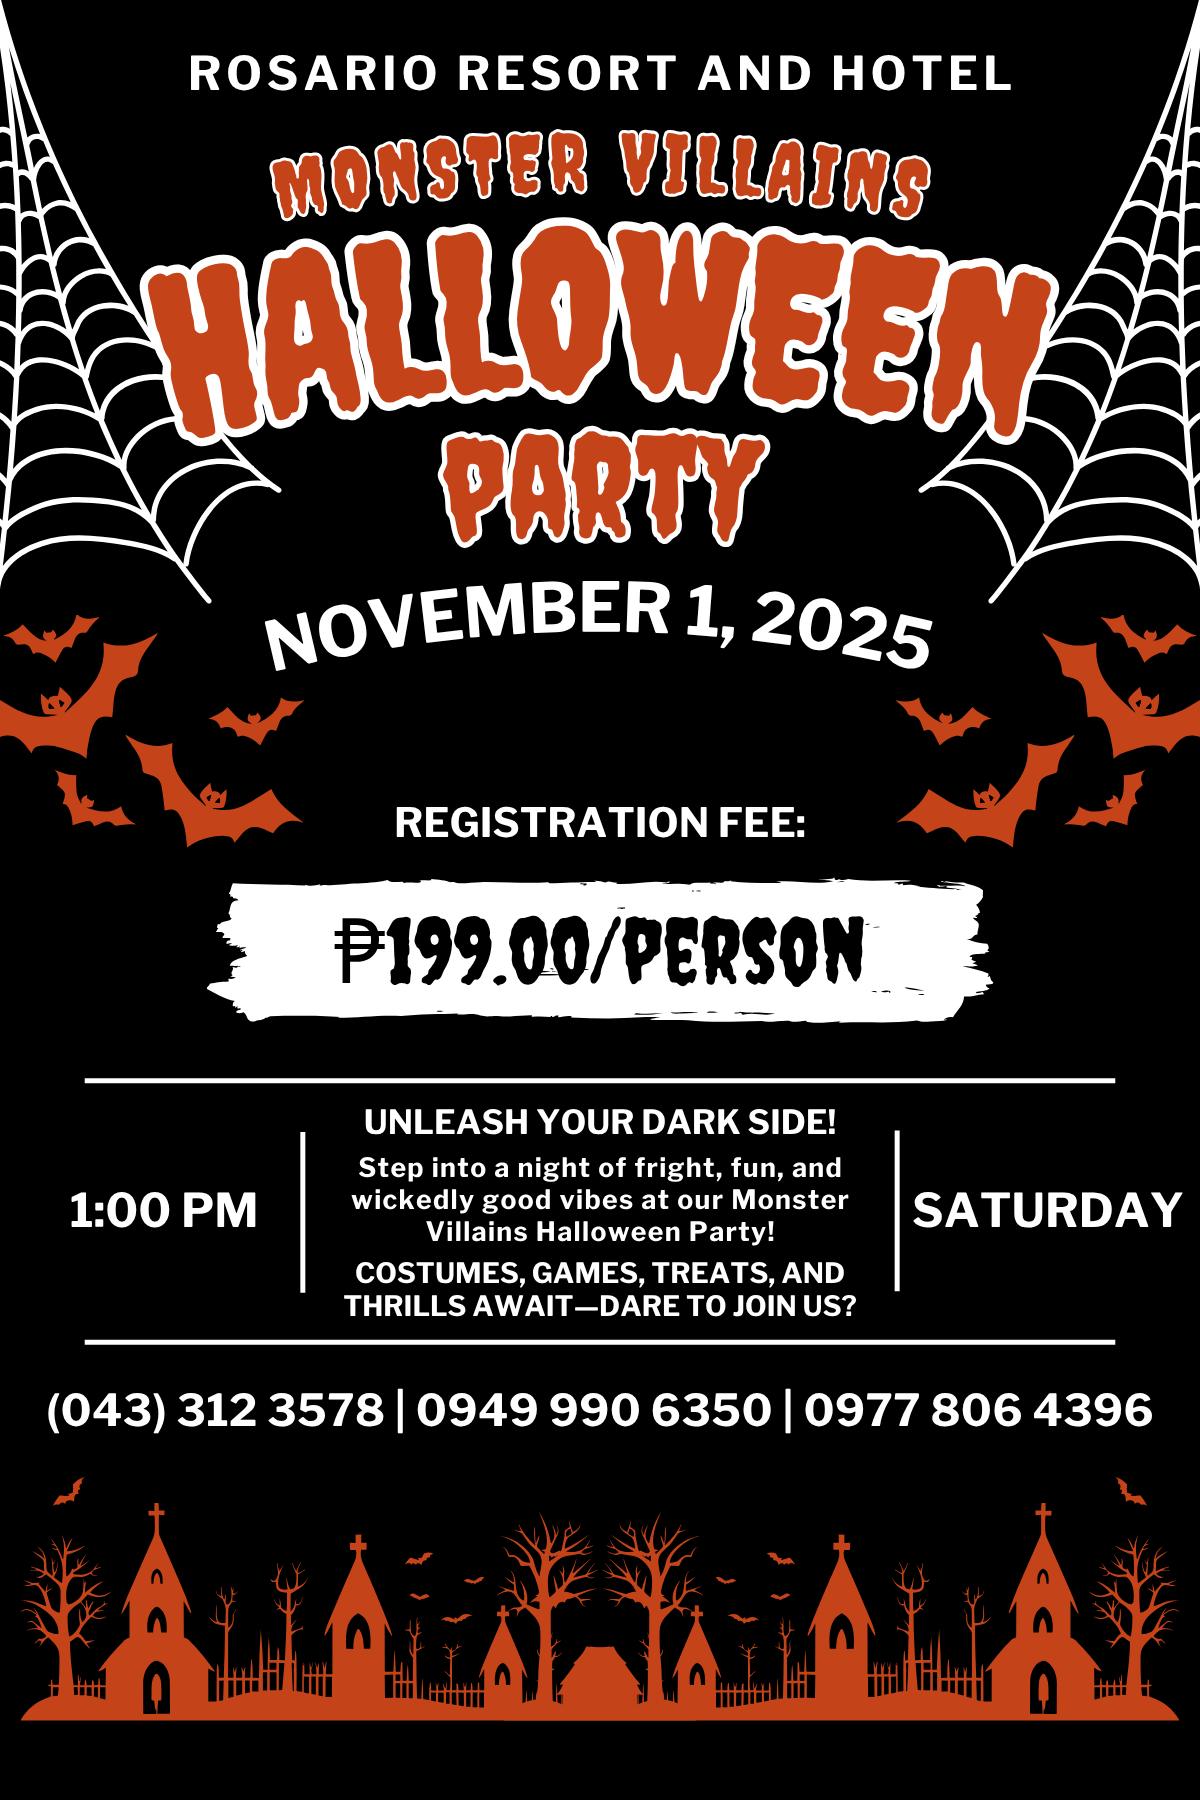 ROSARIO RESORT AND HOTEL
MONSTER VILLAINS
HALLOWEEN
PARTY
NOVEMBER 1, 2025
REGISTRATION FEE:
₱199.00/PERSON
UNLEASH YOUR DARK SIDE!
Step into a night of fright, fun, and
wickedly good vibes at our Monster
Villains Halloween Party!
COSTUMES, GAMES, TREATS, AND
THRILLS AWAIT—DARE TO JOIN US?
1:00 PM
SATURDAY
(043) 312 3578 | 0949 990 6350 | 0977 806 4396